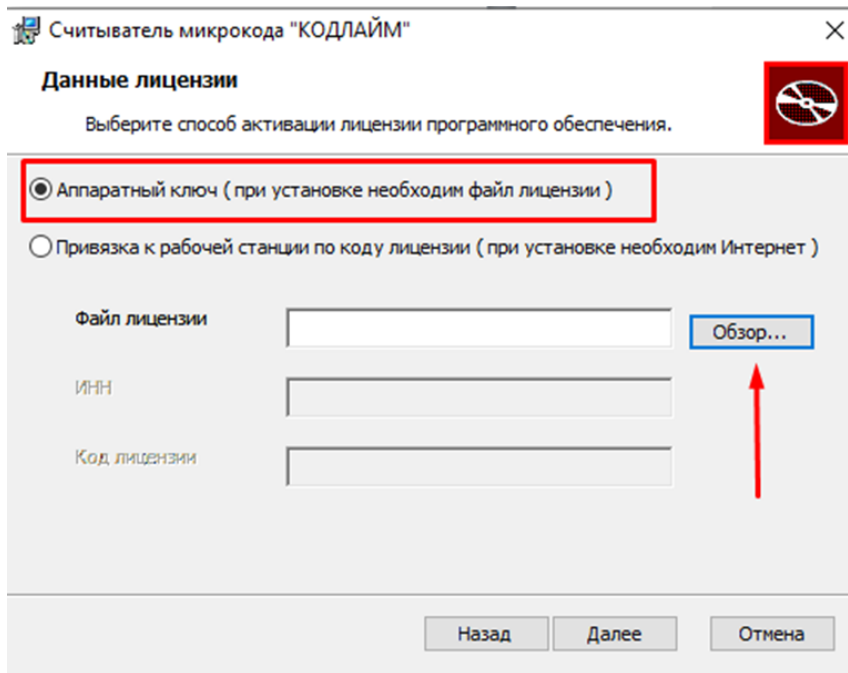 Считыватель микрокода "КОДЛАЙМ"
Данные лицензии
Выберите способ активации лицензии программного обеспечения.
Аппаратный ключ ( при установке необходим файл лицензии )
Привязка к рабочей станции по коду лицензии ( при установке необходим Интернет )
Файл лицензии
Обзор...
ИНН
Код лицензии
Назад Далее Отмена